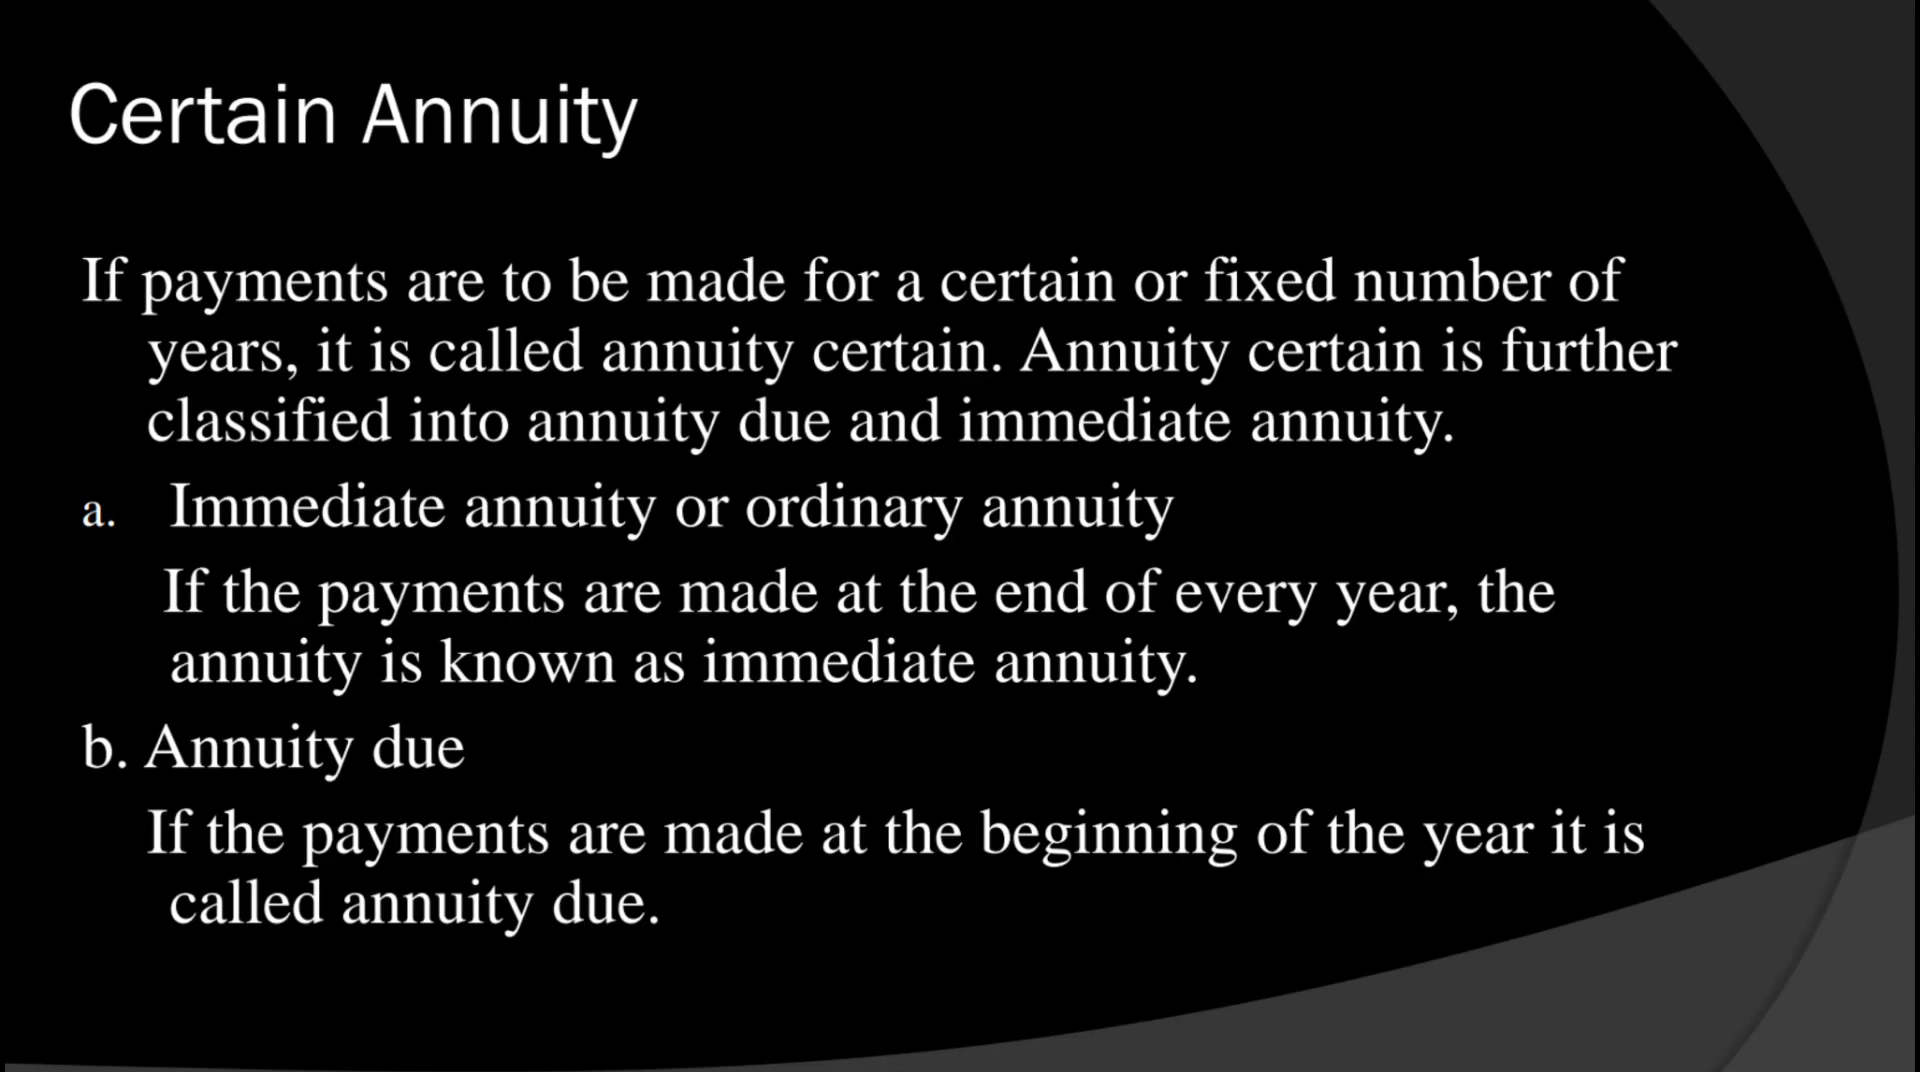 Certain Annuity
If payments are to be made for a certain or fixed number of
years, it is called annuity certain. Annuity certain is further
classified into annuity due and immediate annuity.
a. Immediate annuity or ordinary annuity
If the payments are made at the end of every year, the
annuity is known as immediate annuity.
b. Annuity due
If the payments are made at the beginning of the year it is
called annuity due.